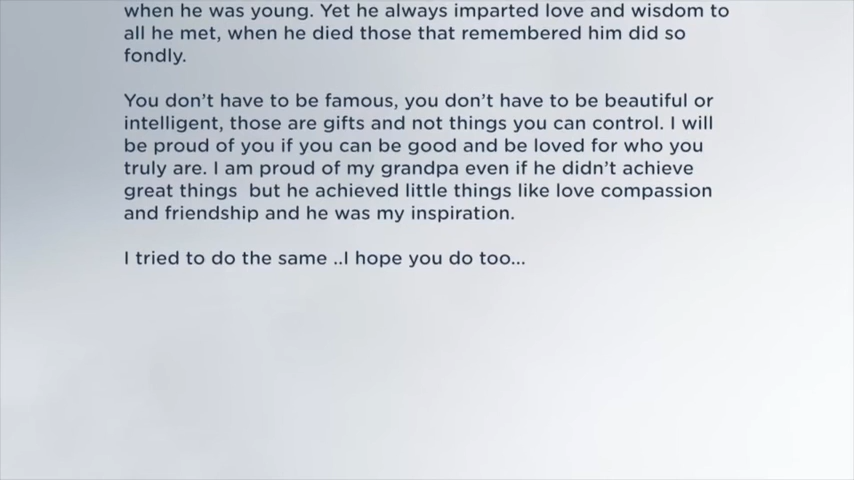 when he was young. Yet he always imparted love and wisdom to
all he met, when he died those that remembered him did so
fondly.
You don't have to be famous, you don't have to be beautiful or
intelligent, those are gifts and not things you can control. I will
be proud of you if you can be good and be loved for who you
truly are. I am proud of my grandpa even if he didn't achieve
great things  but he achieved little things like love compassion
and friendship and he was my inspiration.
I tried to do the same ..I hope you do too...